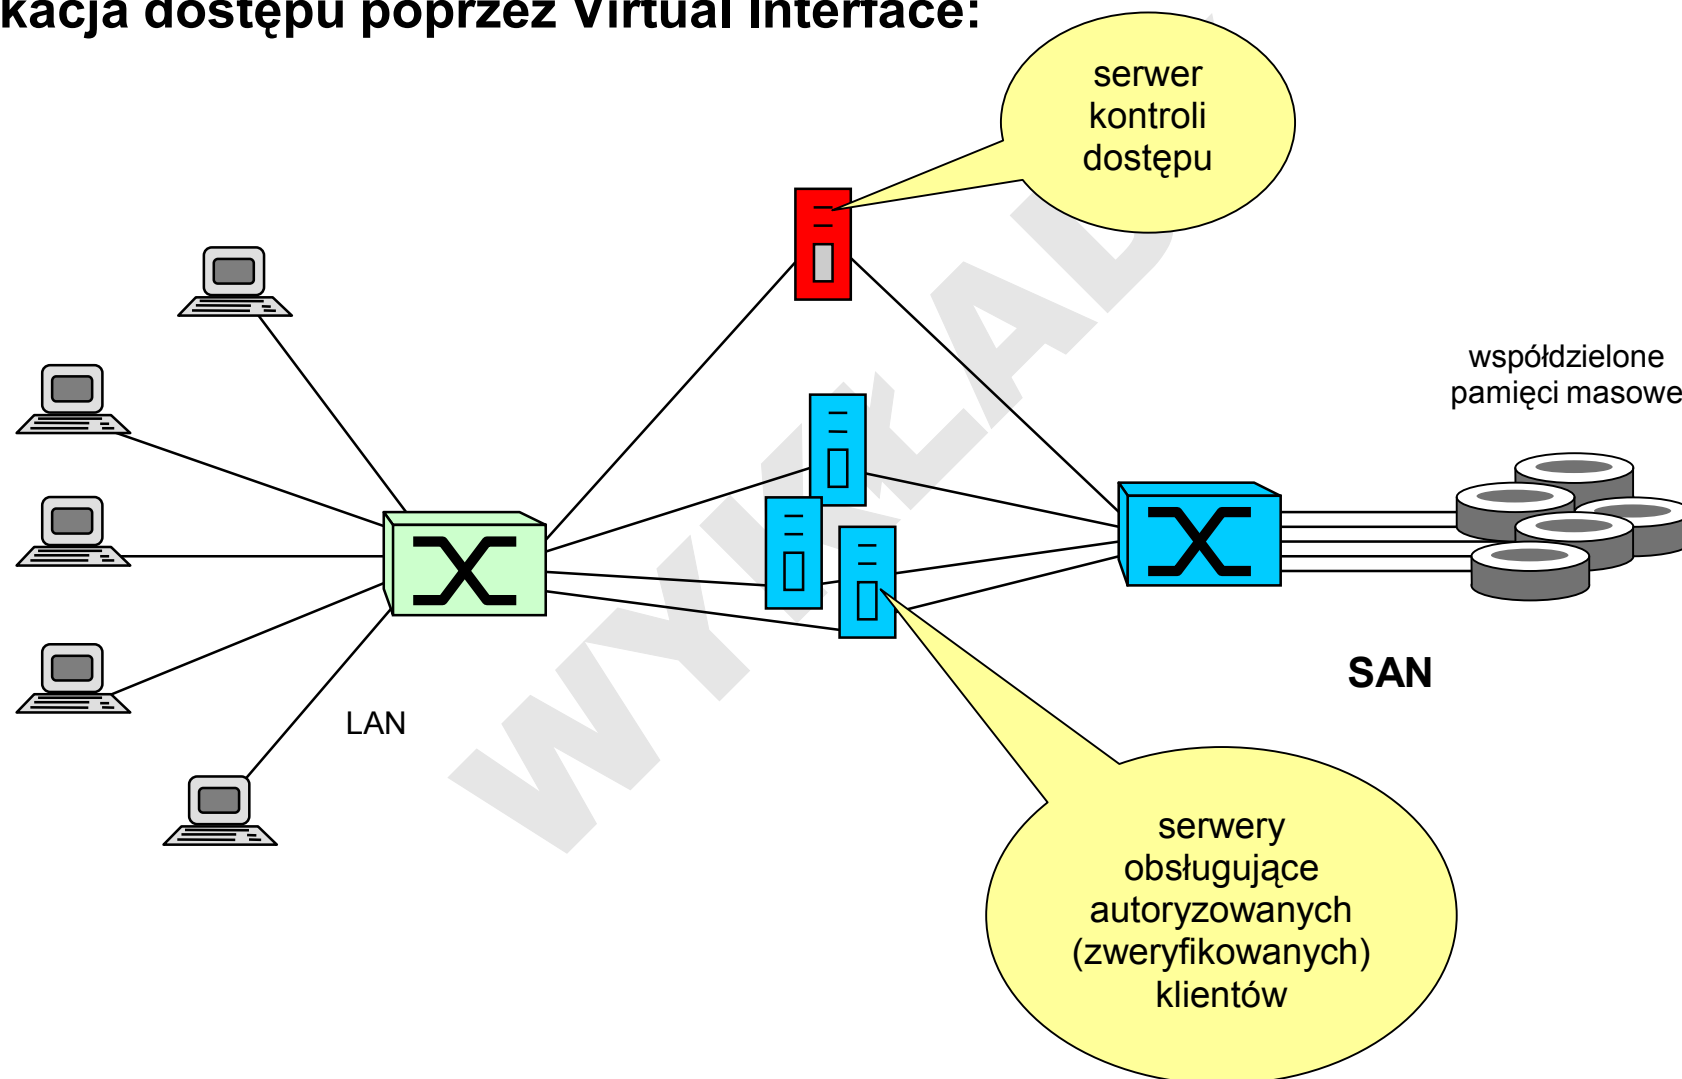 kacja dostępu poprzez Virtual Interface:
serwer
kontroli
dostępu
współdzielone
pamięci masowe
SAN
LAN
serwery
obsługujące
autoryzowanych
(zweryfikowanych)
klientów
WYKŁAD